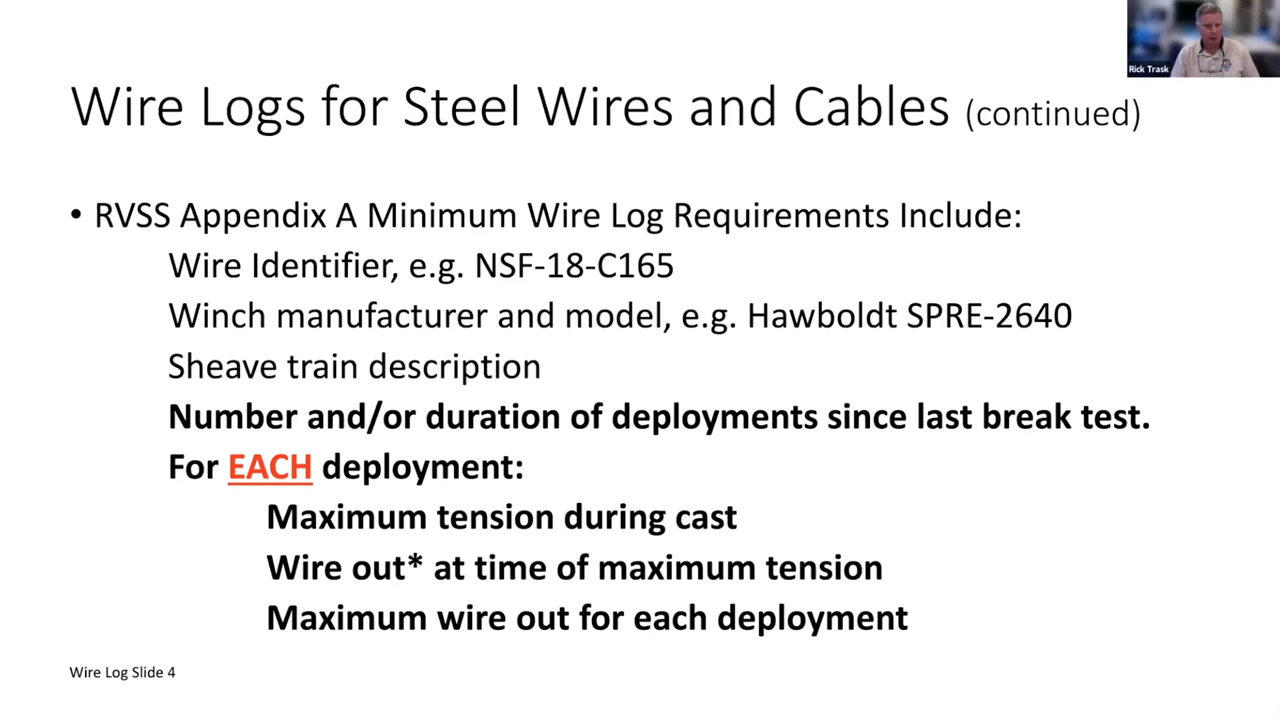 Rick Trask
Wire Logs for Steel Wires and Cables (continued)
• RVSS Appendix A Minimum Wire Log Requirements Include:
Wire Identifier, e.g. NSF-18-C165
Winch manufacturer and model, e.g. Hawboldt SPRE-2640
Sheave train description
Number and/or duration of deployments since last break test.
For EACH deployment:
Maximum tension during cast
Wire out* at time of maximum tension
Maximum wire out for each deployment
Wire Log Slide 4